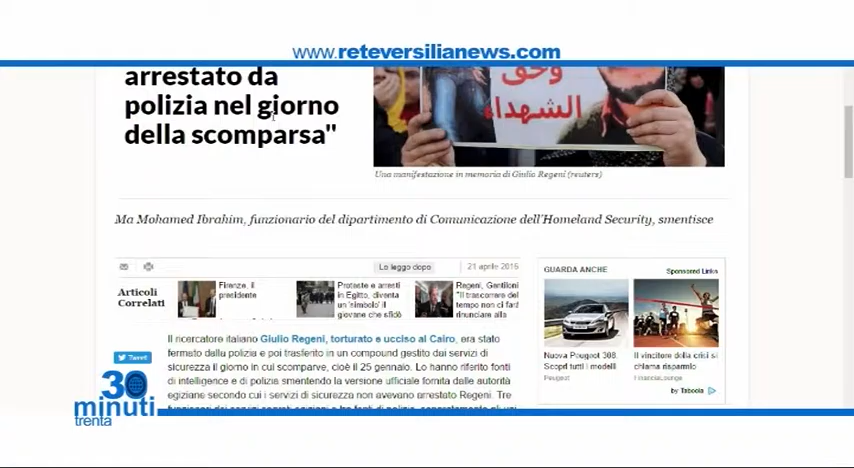 www.reteversilianews.com
arrestato da
polizia nel giorno
della scomparsa"
وحق
الشهداء
Una manifestazione in memoria di Giulio Regeni (reuters)
Ma Mohamed Ibrahim, funzionario del dipartimento di Comunicazione dell'Homeland Security, smentisce
Lo leggo dopo
21 aprile 2016
Articoli
Correlati
Firenze, il
presidente
Proteste e arresti
in Egitto, diventa
un 'nimbolo' il
giovane che sfidò
Regeni, Gentiloni
"Il trascorrere del
tempo non ci farà
rinunciare alla
GUARDA ANCHE
Sponsored Links
Nuova Peugeot 308.
Scopri tutti i modelli
Peugeot
Il vincitore della crisi si
chiama risparmio
FinanciaLounge
by Taboola
Tweet
Il ricercatore italiano Giulio Regeni, torturato e ucciso al Cairo, era stato
fermato dalla polizia e poi trasferito in un compound gestito dai servizi di
sicurezza il giorno in cui scomparve, cioè il 25 gennaio. Lo hanno riferito fonti
di intelligence e di polizia smentendo la versione ufficiale fornita dalle autorità
egiziane secondo cui i servizi di sicurezza non avevano arrestato Regeni. Tre
30
minuti
trenta